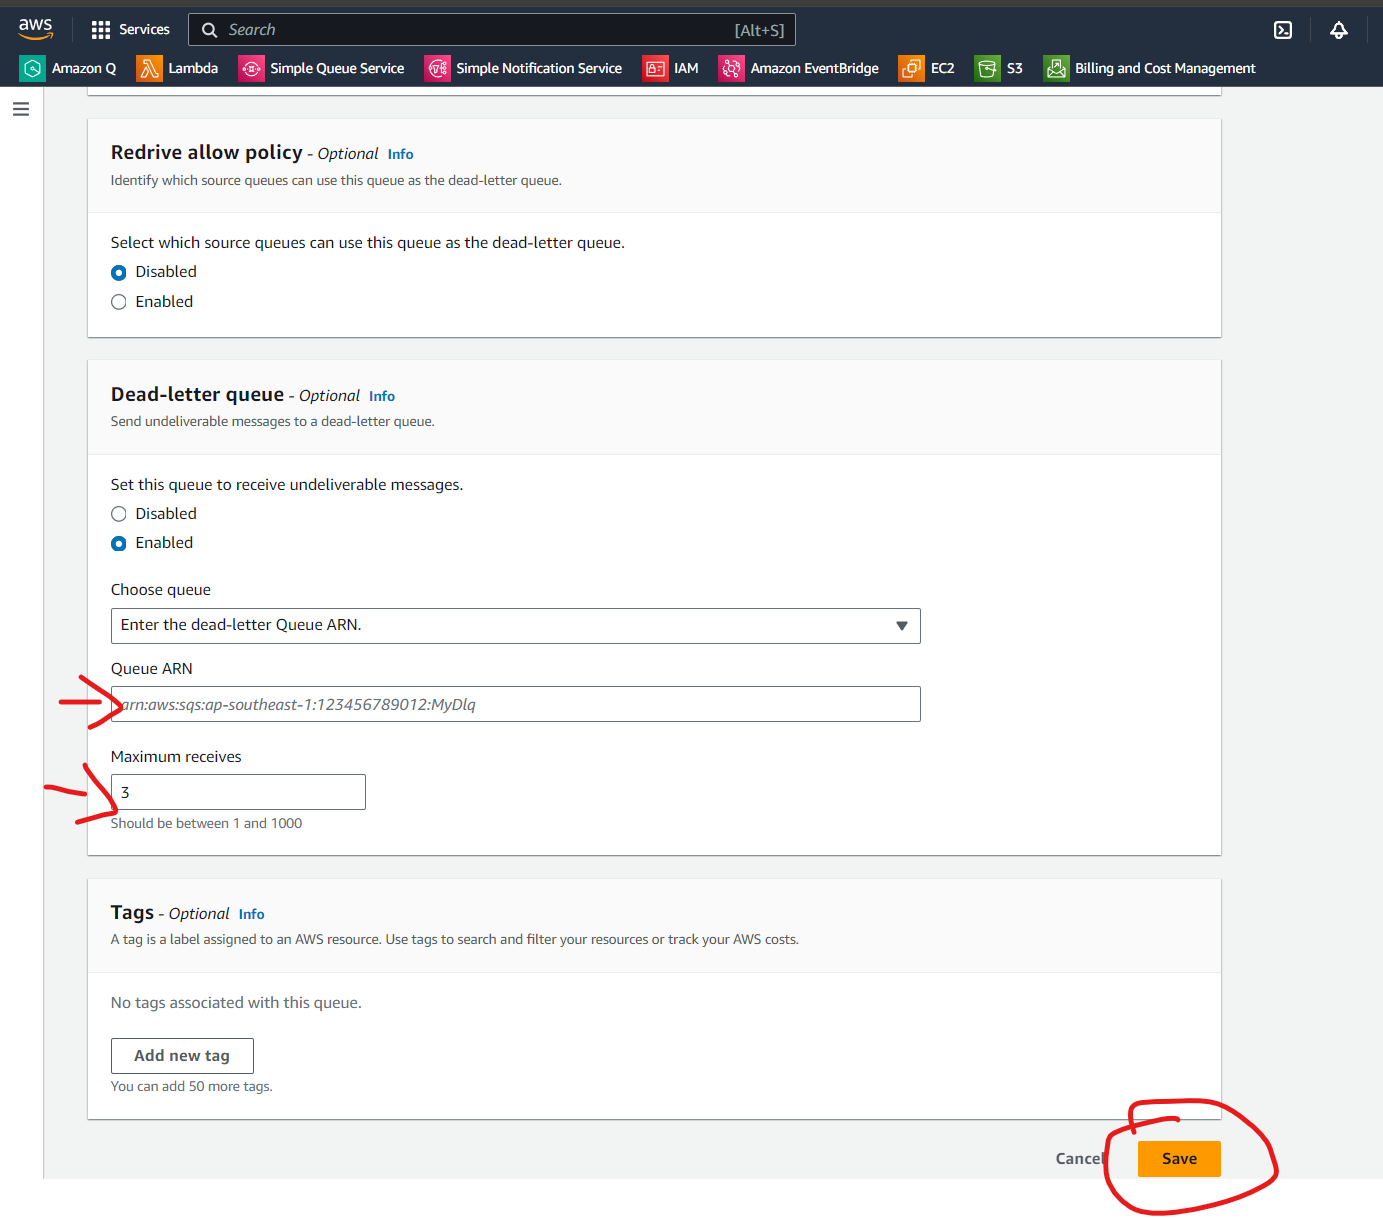 aws
Services
Search
[Alt+S]
Amazon Q
Lambda
Simple Queue Service
Simple Notification Service
IAM
Amazon EventBridge
EC2
S3
Billing and Cost Management
Redrive allow policy - Optional Info
Identify which source queues can use this queue as the dead-letter queue.
Select which source queues can use this queue as the dead-letter queue.
Disabled
Enabled
Dead-letter queue - Optional Info
Send undeliverable messages to a dead-letter queue.
Set this queue to receive undeliverable messages.
Disabled
Enabled
Choose queue
Enter the dead-letter Queue ARN.
Queue ARN
arn:aws:sqs:ap-southeast-1:123456789012:MyDlq
Maximum receives
3
Should be between 1 and 1000
Tags - Optional Info
A tag is a label assigned to an AWS resource. Use tags to search and filter your resources or track your AWS costs.
No tags associated with this queue.
Add new tag
You can add 50 more tags.
Cancel
Save